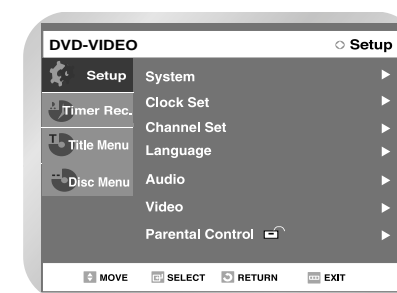 DVD-VIDEO Setup
Setup System
Timer Rec. Clock Set
Channel Set
Title Menu Language
Disc Menu Audio
Video
Parental Control
MOVE SELECT RETURN EXIT